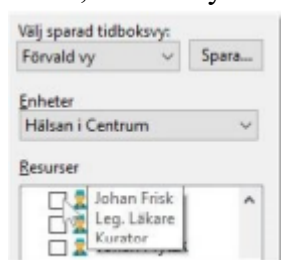 Välj sparad tidboksvy:
Förvald vy
Spara...
Enheter
Hälsan i Centrum
Resurser
Johan Frisk
Leg. Läkare
Kurator